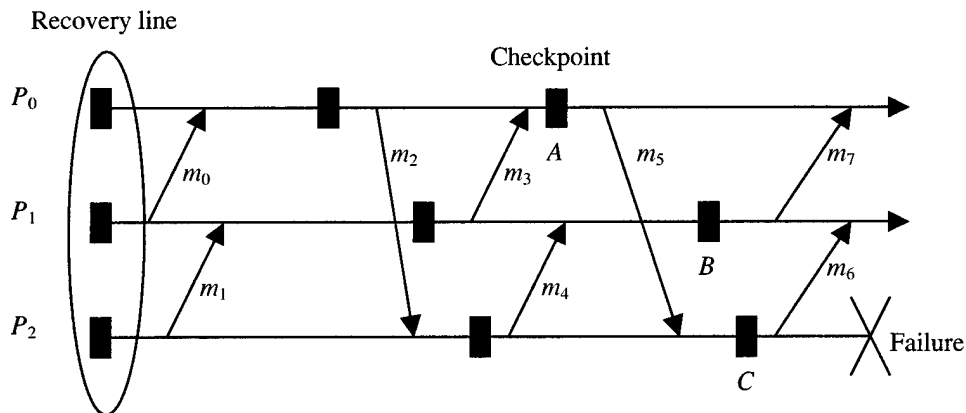 Recovery line
Checkpoint
P0
A
m0
m2
m3
m5
m7
P1
B
m1
m4
m6
P2
C
Failure